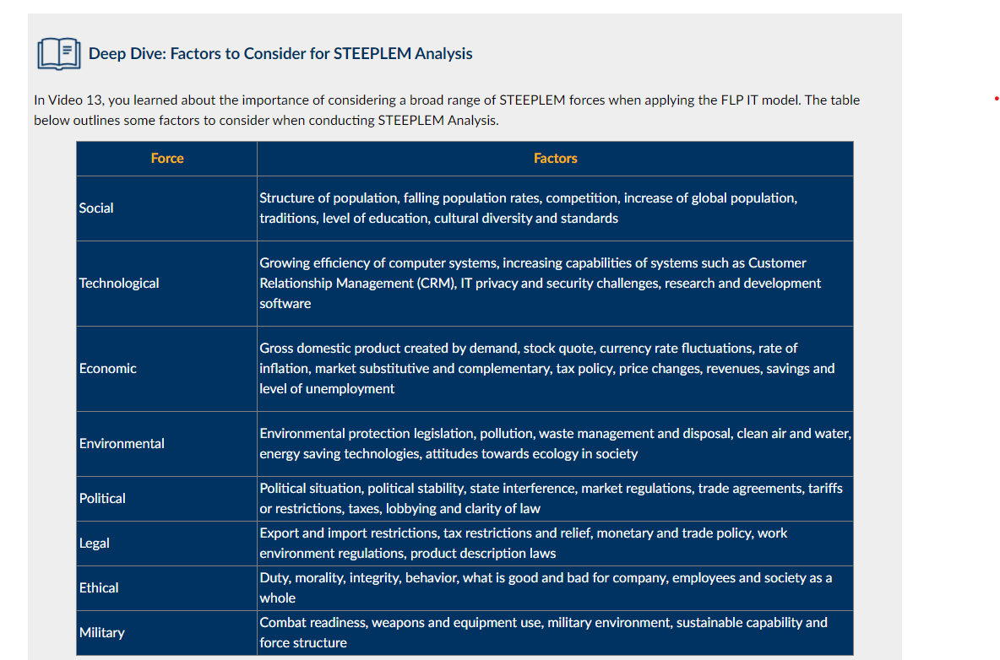 Deep Dive: Factors to Consider for STEEPLEM Analysis
In Video 13, you learned about the importance of considering a broad range of STEEPLEM forces when applying the FLP IT model. The table
below outlines some factors to consider when conducting STEEPLEM Analysis.
Force
Factors
Social
Structure of population, falling population rates, competition, increase of global population,
traditions, level of education, cultural diversity and standards
Technological
Growing efficiency of computer systems, increasing capabilities of systems such as Customer
Relationship Management (CRM), IT privacy and security challenges, research and development
software
Economic
Gross domestic product created by demand, stock quote, currency rate fluctuations, rate of
inflation, market substitutive and complementary, tax policy, price changes, revenues, savings and
level of unemployment
Environmental
Environmental protection legislation, pollution, waste management and disposal, clean air and water,
energy saving technologies, attitudes towards ecology in society
Political
Political situation, political stability, state interference, market regulations, trade agreements, tariffs
or restrictions, taxes, lobbying and clarity of law
Legal
Export and import restrictions, tax restrictions and relief, monetary and trade policy, work
environment regulations, product description laws
Ethical
Duty, morality, integrity, behavior, what is good and bad for company, employees and society as a
whole
Military
Combat readiness, weapons and equipment use, military environment, sustainable capability and
force structure